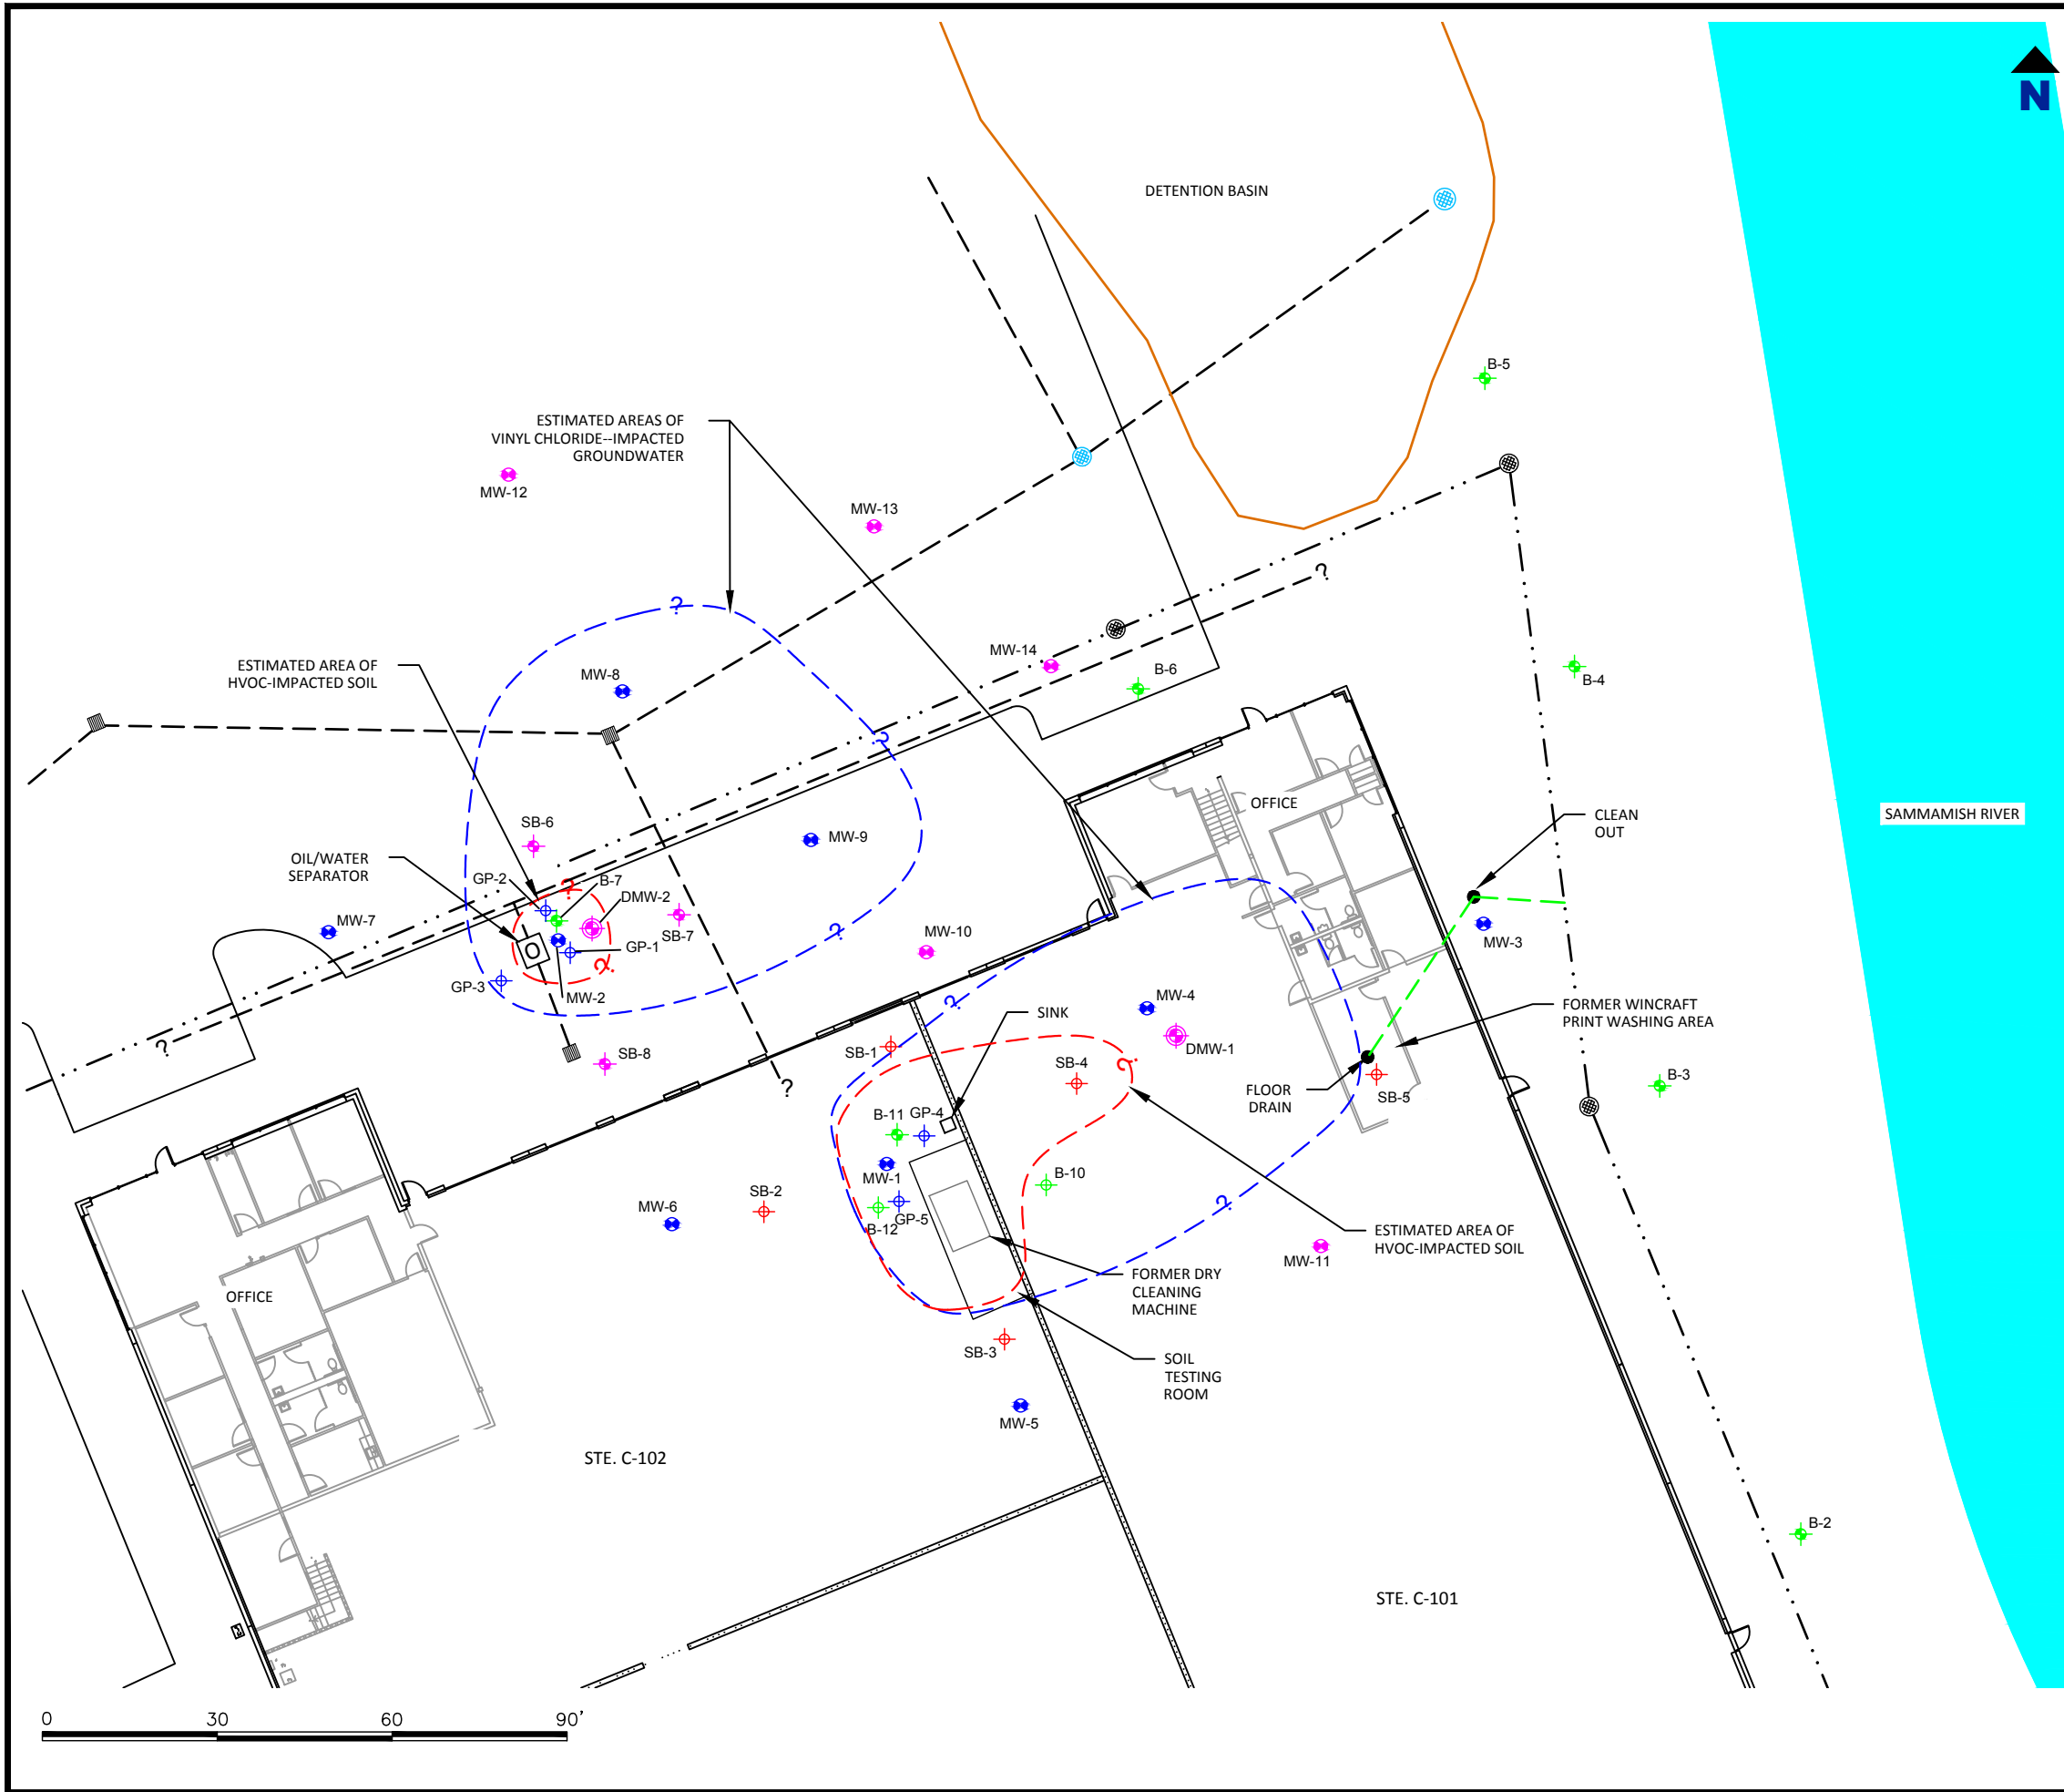 N
DETENTION BASIN
B-5
ESTIMATED AREAS OF
VINYL CHLORIDE--IMPACTED
GROUNDWATER
MW-12
MW-13
?
?
ESTIMATED AREA OF
HVOC-IMPACTED SOIL
MW-8
MW-14
B-6
B-4
?
OFFICE
CLEAN
OUT
SAMMAMISH RIVER
SB-6
MW-9
OIL/WATER
SEPARATOR
GP-2
?
B-7
DMW-2
MW-7
SB-7
?
MW-10
MW-3
GP-1
?
GP-3
MW-2
?
MW-4
SINK
FORMER WINCRAFT
PRINT WASHING AREA
?
SB-8
SB-1
DMW-1
?
SB-4
?
FLOOR
DRAIN
SB-5
B-3
B-11
GP-4
MW-1
B-10
SB-2
MW-6
B-12
GP-5
?
ESTIMATED AREA OF
HVOC-IMPACTED SOIL
MW-11
FORMER DRY
CLEANING
MACHINE
OFFICE
SB-3
SOIL
TESTING
ROOM
MW-5
STE. C-102
B-2
STE. C-101
0 30 60 90'